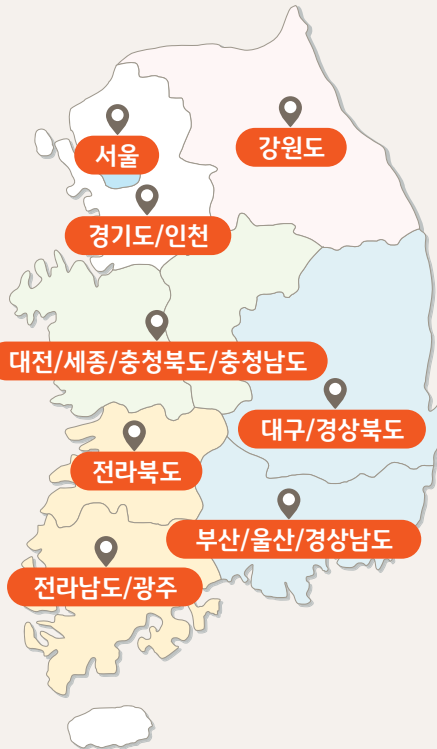 서울
강원도
경기도/인천
대전/세종/충청북도/충청남도
대구/경상북도
전라북도
부산/울산/경상남도
전라남도/광주